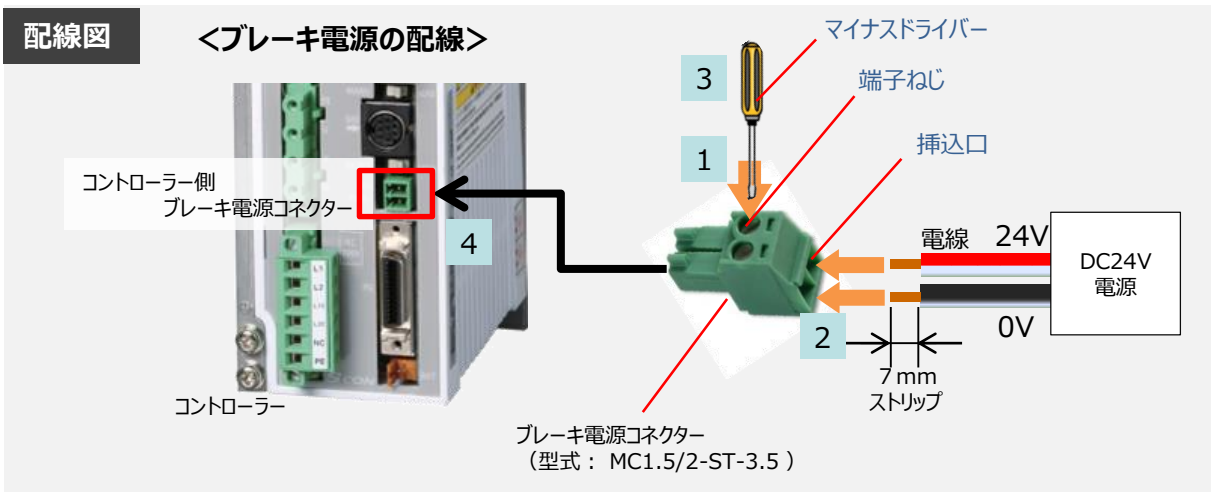 配線図
<ブレーキ電源の配線>
マイナスドライバー
3
端子ねじ
1
挿込口
コントローラー側
ブレーキ電源コネクター
4
電線 24V
DC24V
電源
0V
2
7mm
ストリップ
L1
L2
NC
PE
コントローラー
ブレーキ電源コネクター
（型式： MC1.5/2-ST-3.5 ）